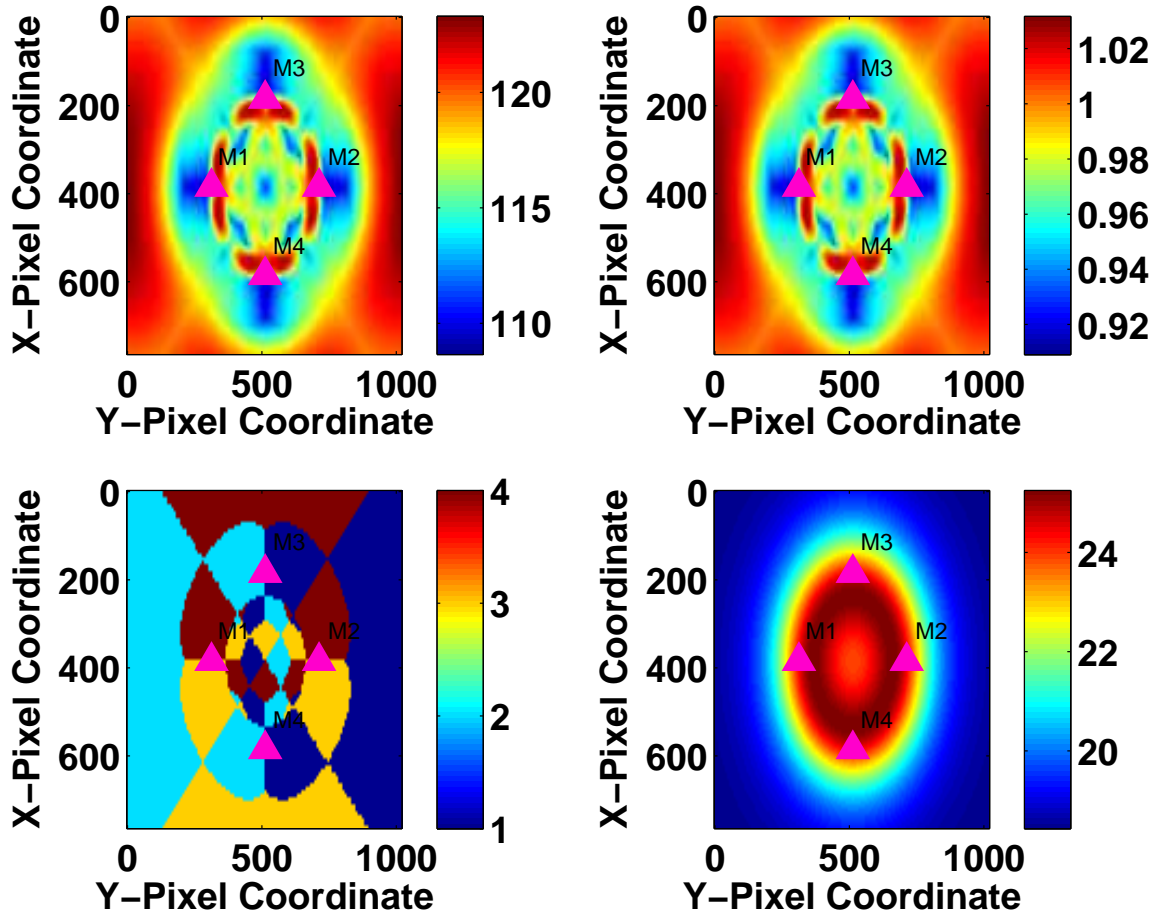 0
200
400
600
X−Pixel Coordinate
0
500
1000
Y−Pixel Coordinate
M3
M1
M2
M4
120
115
110
0
200
400
600
X−Pixel Coordinate
0
500
1000
Y−Pixel Coordinate
M3
M1
M2
M4
1.02
1
0.98
0.96
0.94
0.92
0
200
400
600
X−Pixel Coordinate
0
500
1000
Y−Pixel Coordinate
M3
M1
M2
M4
4
3
2
1
0
200
400
600
X−Pixel Coordinate
0
500
1000
Y−Pixel Coordinate
M3
M1
M2
M4
24
22
20